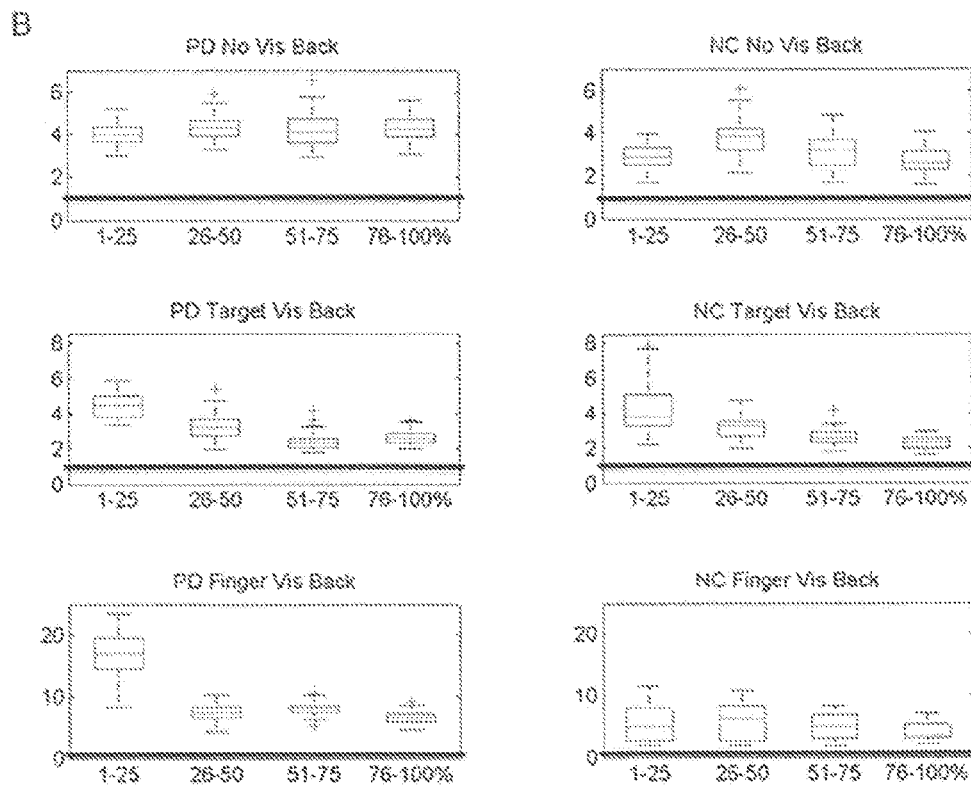 B
PD No Vis Back
6
4
2
0
1-25 26-50 51-75 76-100%
NC No Vis Back
6
4
2
0
1-25 26-50 51-75 76-100%
PD Target Vis Back
8
6
4
2
0
1-25 26-50 51-75 76-100%
NC Target Vis Back
8
6
4
2
0
1-25 26-50 51-75 76-100%
PD Finger Vis Back
20
10
0
1-25 26-50 51-75 76-100%
NC Finger Vis Back
20
10
0
1-25 26-50 51-75 76-100%